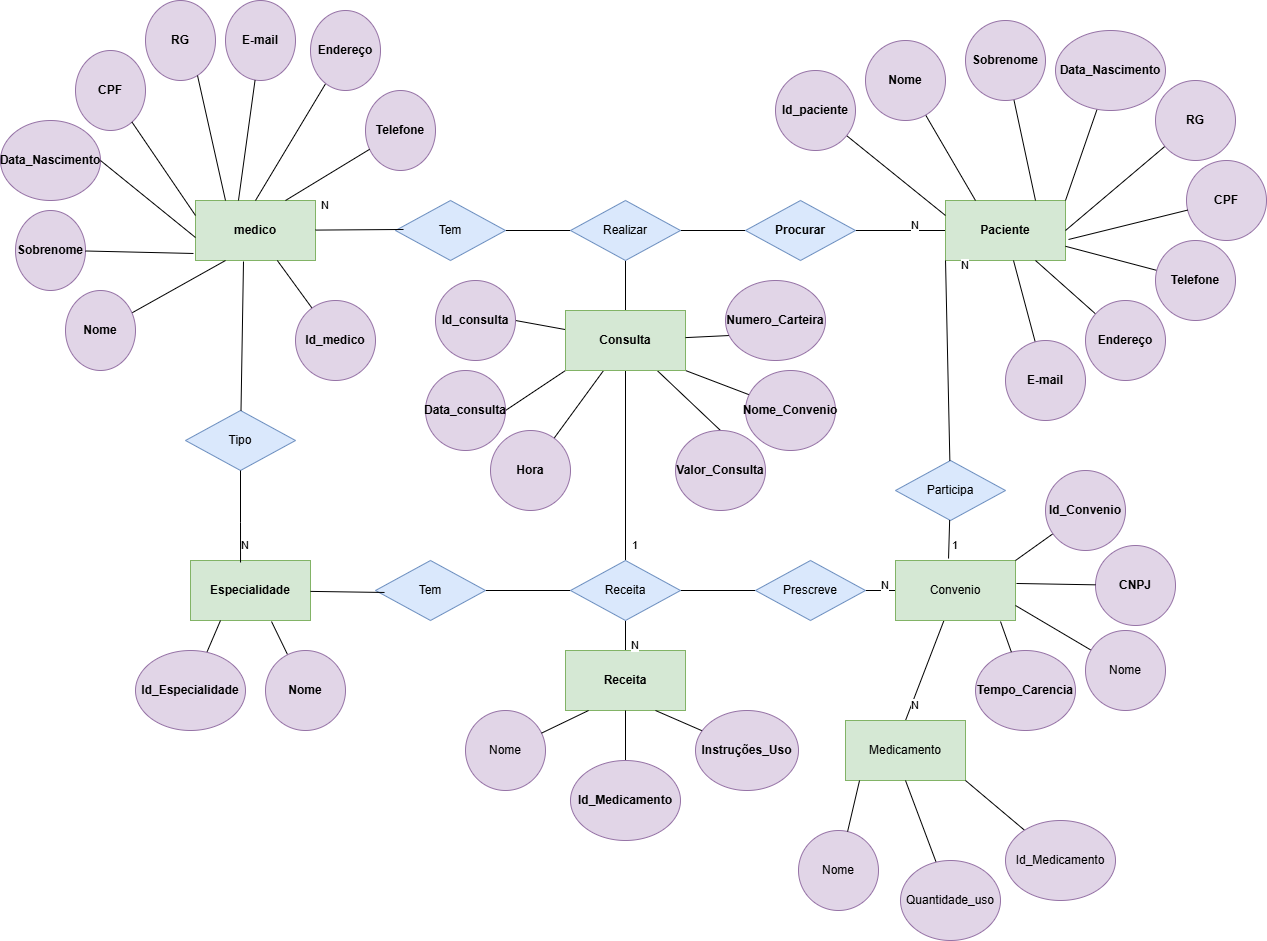 RG
E-mail
Endereço
CPF
Telefone
Data_Nascimento
Sobrenome
Nome
Id_medico
medico
N
Tem
Realizar
Procurar
N
Paciente
N
Id_paciente
Nome
Sobrenome
Data_Nascimento
RG
CPF
Telefone
Endereço
E-mail
Id_consulta
Consulta
Numero_Carteira
Data_consulta
Nome_Convenio
Hora
Valor_Consulta
Tipo
N
Participa
1
1
Id_Convenio
Especialidade
Tem
Receita
Prescreve
N
Convenio
CNPJ
Id_Especialidade
Nome
N
Receita
Tempo_Carencia
Nome
N
Nome
Id_Medicamento
Instruções_Uso
Medicamento
Nome
Quantidade_uso
Id_Medicamento